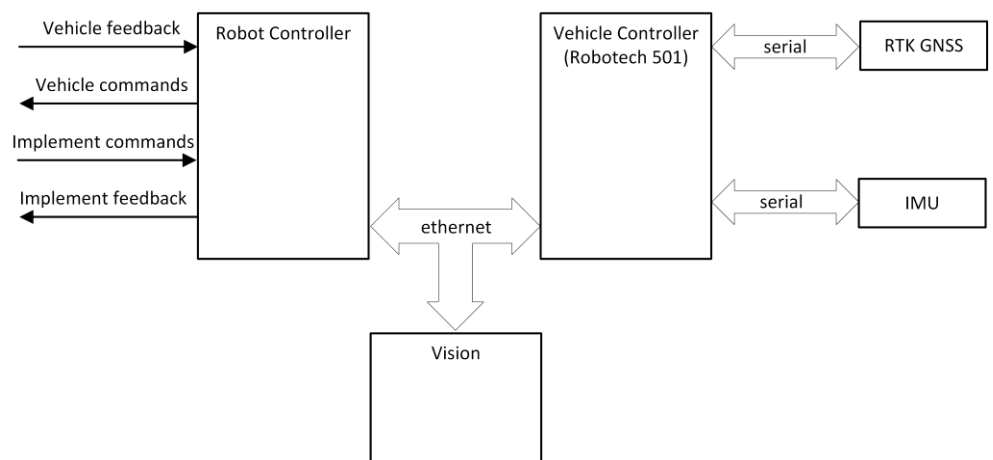 Vehicle feedback
Vehicle commands
Implement commands
Implement feedback
Robot Controller
Vehicle Controller
(Robotech 501)
serial
RTK GNSS
serial
IMU
ethernet
Vision